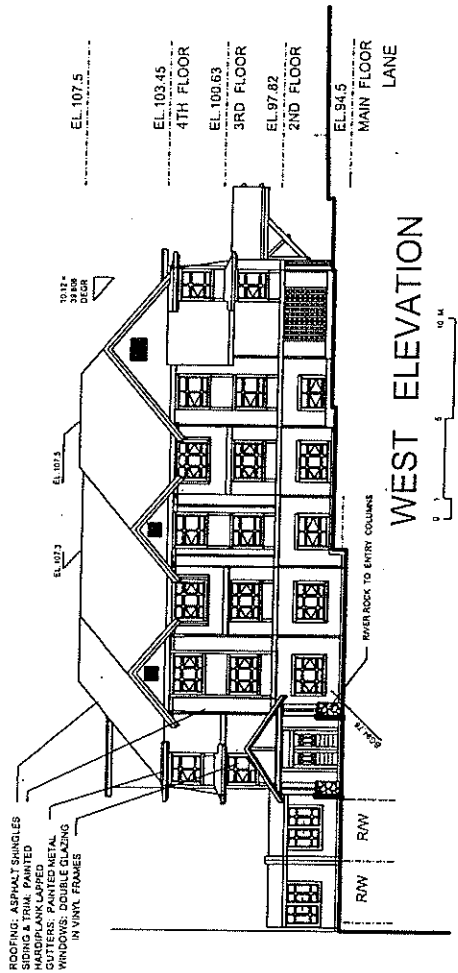 ROOFING: ASPHALT SHINGLES
SIDING & TRIM: PAINTED
HARDIPLANK LAPPED
GUTTERS: PAINTED METAL
WINDOWS: DOUBLE GLAZING
IN VINYL FRAMES
EL.107.3
EL.107.5
10:12 =
DEGR
EL.107.5
EL.103.45
4TH FLOOR
EL.100.63
3RD FLOOR
EL.97.82
2ND FLOOR
EL.94.5
MAIN FLOOR
LANE
R/W
R/W
RIVER ROCK TO ENTRY COLUMNS
WEST ELEVATION
0
5
10 M